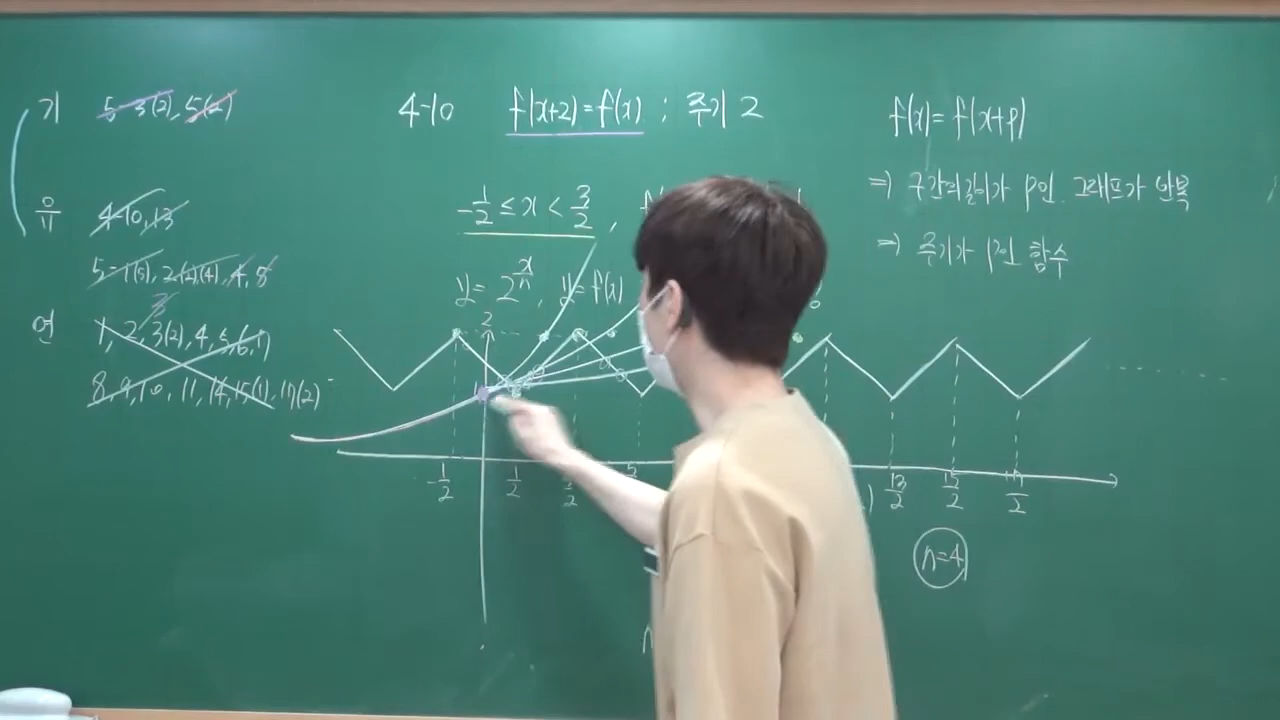 기 5-3(2), 5(2)
유 4-10, 13
5-1(5), 2(2)(4), 4, 8
3
연 1, 2, 3(2), 4, 5, 6, 7
8 9, 10, 11, 14, 15(1), 17(2)
4-10 f(x+2)=f(x) ; 주기 2
-1/2 ≤ x < 3/2 ,
y = 2^(x/n), y = f(x)
2
-1/2 1/2 13/2 15/2 17/2
n=4
f(x) = f(x+p)
⇒ 구간의길이가 p인 그래프가 반복
⇒ 주기가 p인 함수